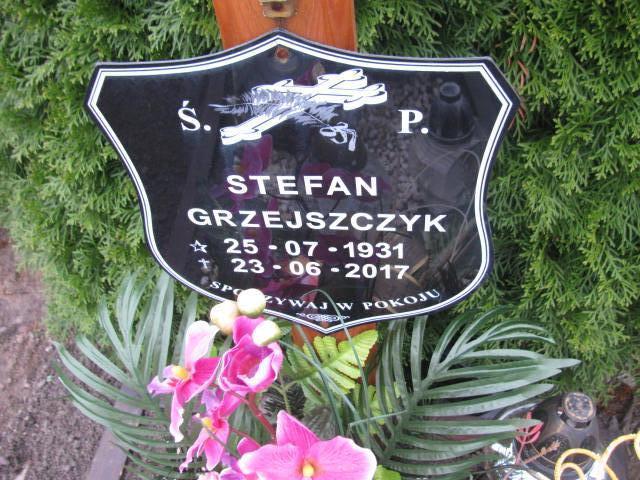 Ś. P.
STEFAN
GRZEJSZCZYK
25 - 07 - 1931
23 - 06 - 2017
SPOCZYWAJ W POKOJU